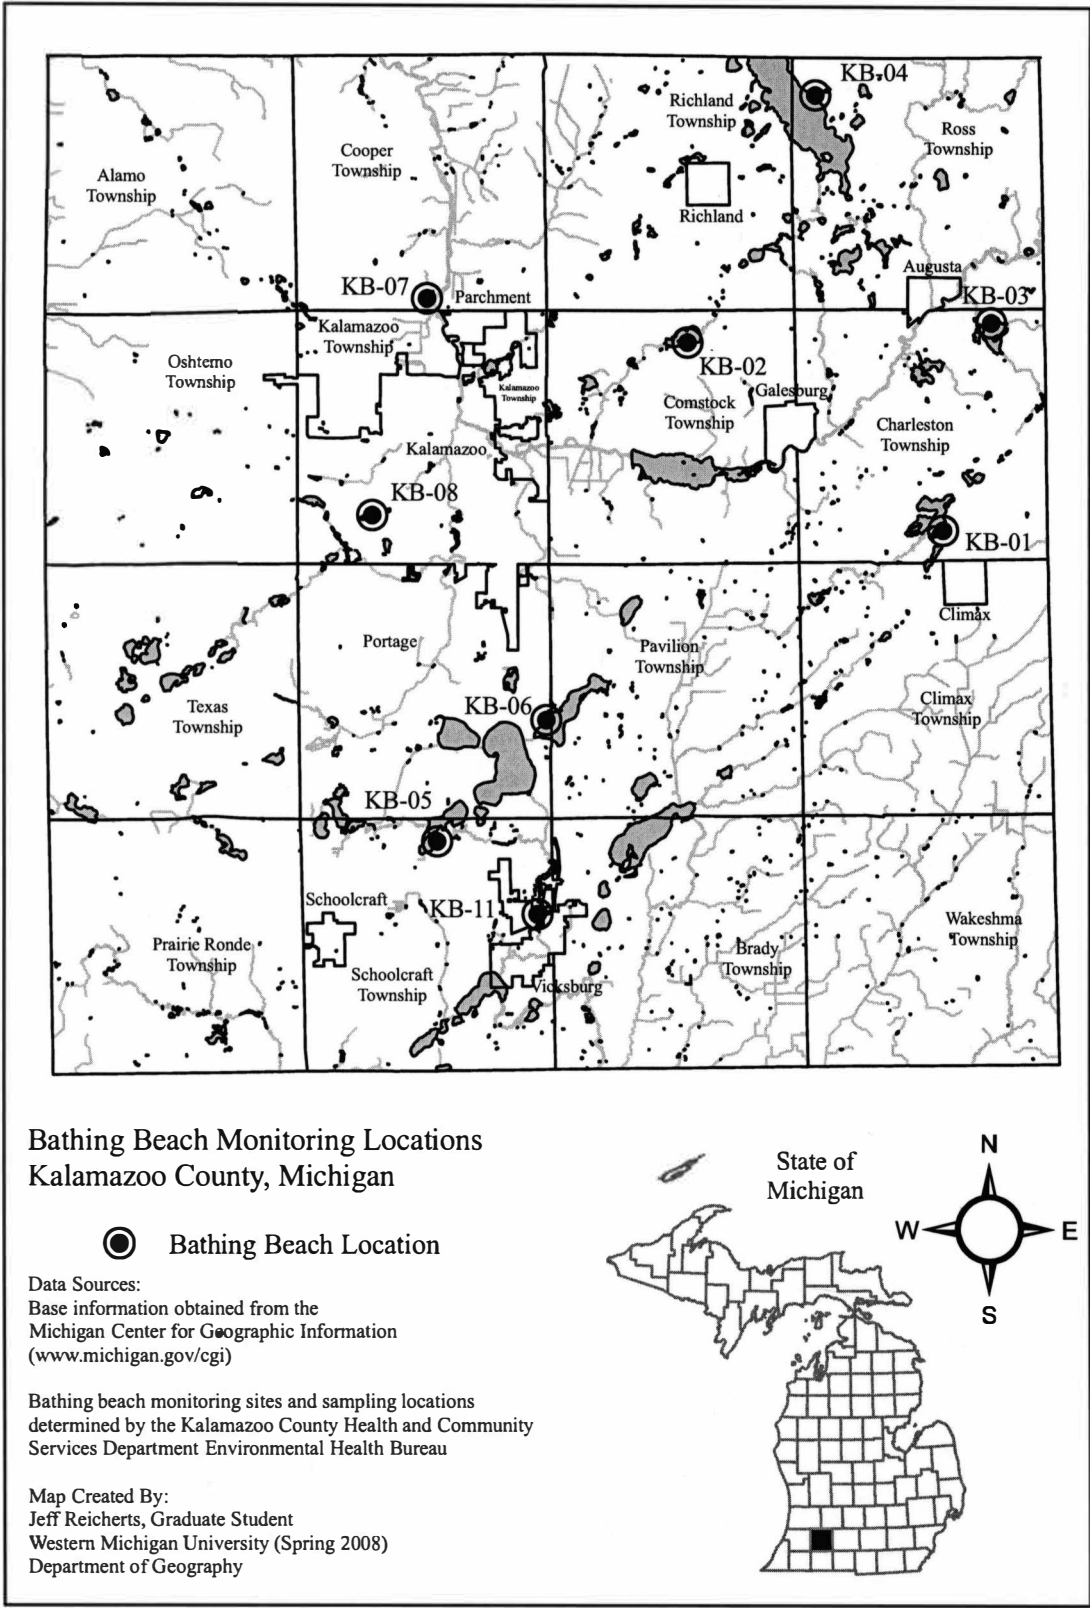 KB-04
Richland
Township
Ross
Township
Cooper
Township
Alamo
Township
Richland
Augusta
KB-07
Parchment
KB-03
Kalamazoo
Township
Oshtemo
Township
KB-02
Kalamazoo
Township
Galesburg
Comstock
Township
Charleston
Township
Kalamazoo
KB-08
KB-01
Climax
Portage
Pavilion
Township
KB-06
Texas
Township
Climax
Township
KB-05
Schoolcraft
KB-11
Wakeshma
Township
Prairie Ronde
Township
Brady
Township
Schoolcraft
Township
Vicksburg
Bathing Beach Monitoring Locations
Kalamazoo County, Michigan
Bathing Beach Location
Data Sources:
Base information obtained from the
Michigan Center for Geographic Information
(www.michigan.gov/cgi)
Bathing beach monitoring sites and sampling locations
determined by the Kalamazoo County Health and Community
Services Department Environmental Health Bureau
Map Created By:
Jeff Reicherts, Graduate Student
Western Michigan University (Spring 2008)
Department of Geography
State of
Michigan
N
W
E
S